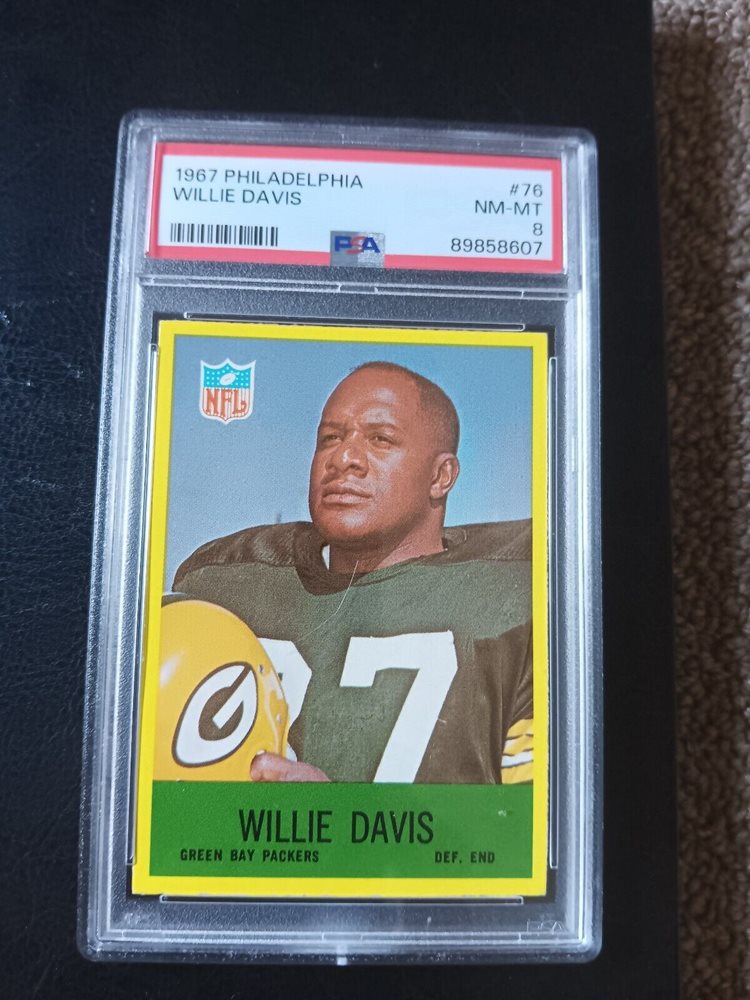 1967 PHILADELPHIA #76
WILLIE DAVIS NM-MT
8
PSA 89858607
NFL
G
87
WILLIE DAVIS
GREEN BAY PACKERS DEF. END
PSA